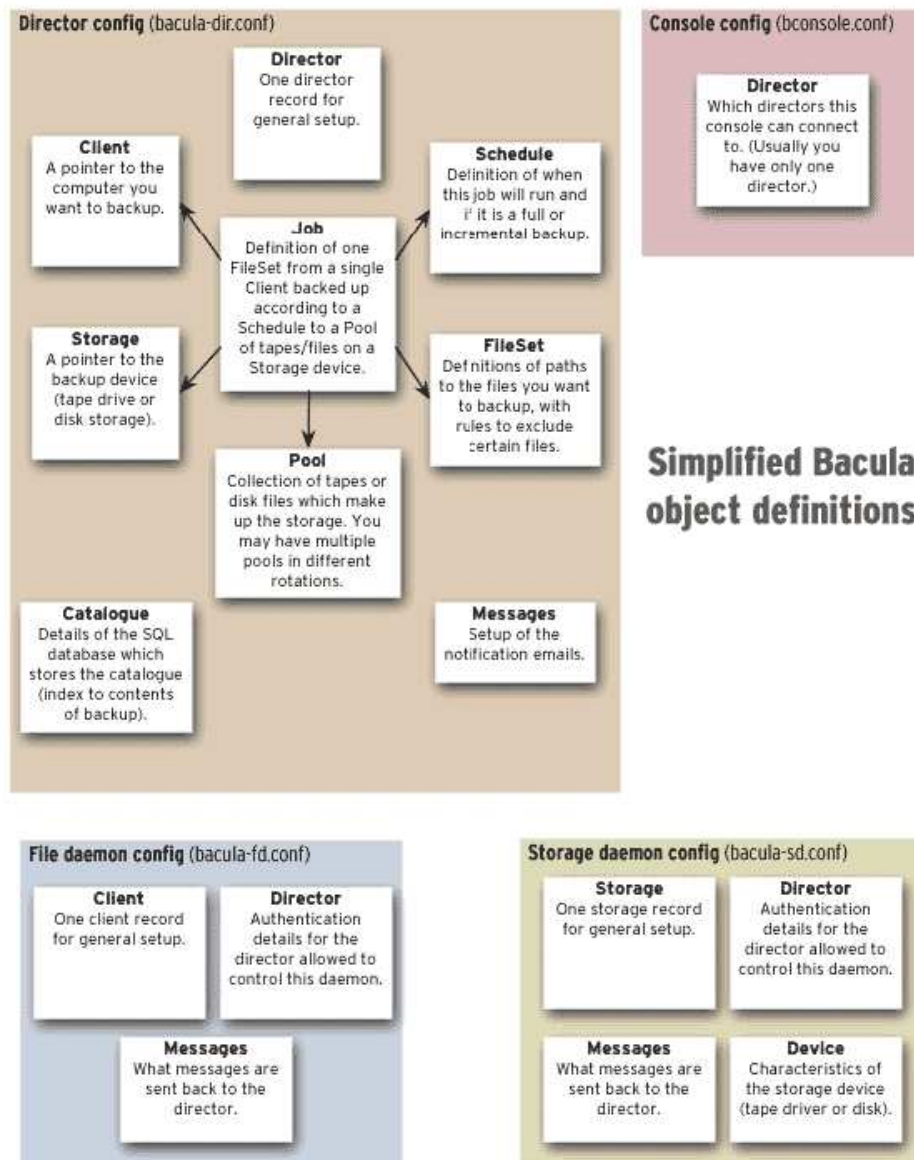 Director config (bacula-dir.conf)
Director
One director
record for
general setup.
Client
A pointer to the
computer you
want to backup.
Schedule
Definition of when
this job will run and
if it is a full or
incremental backup.
Job
Definition of one
FileSet from a single
Client backed up
according to a
Schedule to a Pool
of tapes/files on a
Storage device.
Storage
A pointer to the
backup device
(tape drive or
disk storage).
FileSet
Definitions of paths
to the files you want
to backup, with
rules to exclude
certain files.
Pool
Collection of tapes or
disk files which make
up the storage. You
may have multiple
pools in different
rotations.
Catalogue
Details of the SQL
database which
stores the catalogue
(index to contents
of backup).
Messages
Setup of the
notification emails.
Console config (bconsole.conf)
Director
Which directors this
console can connect
to. (Usually you
have only one
director.)
Simplified Bacula
object definitions
File daemon config (bacula-fd.conf)
Client
One client record
for general setup.
Director
Authentication
details for the
director allowed to
control this daemon.
Messages
What messages are
sent back to the
director.
Storage daemon config (bacula-sd.conf)
Storage
One storage record
for general setup.
Director
Authentication
details for the
director allowed to
control this daemon.
Messages
What messages are
sent back to the
director.
Device
Characteristics of
the storage device
(tape driver or disk).